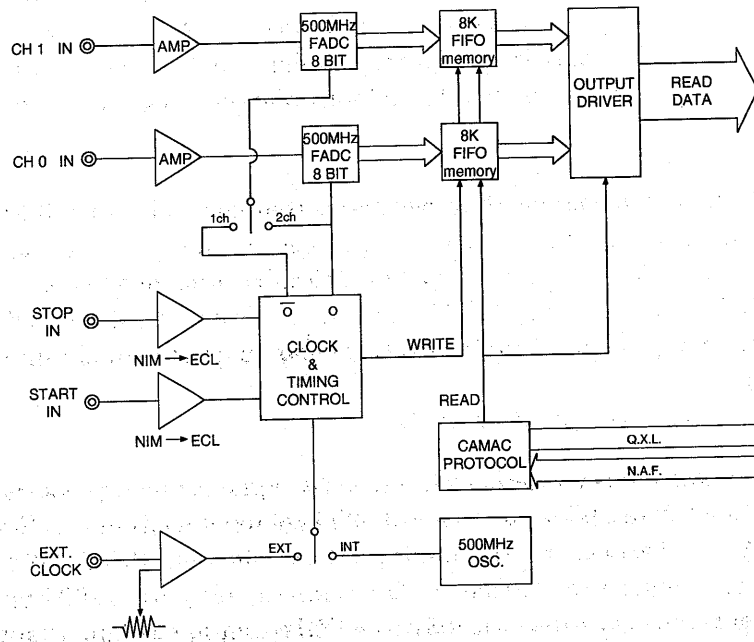 CH 1 IN
AMP
500MHz
FADC
8 BIT
8K
FIFO
memory
OUTPUT
DRIVER
READ
DATA
CH 0 IN
AMP
500MHz
FADC
8 BIT
8K
FIFO
memory
1ch
2ch
STOP
IN
NIM → ECL
O̅ O
CLOCK
&
TIMING
CONTROL
WRITE
START
IN
NIM → ECL
READ
CAMAC
PROTOCOL
Q.X.L.
N.A.F.
EXT.
CLOCK
EXT
INT
500MHz
OSC.